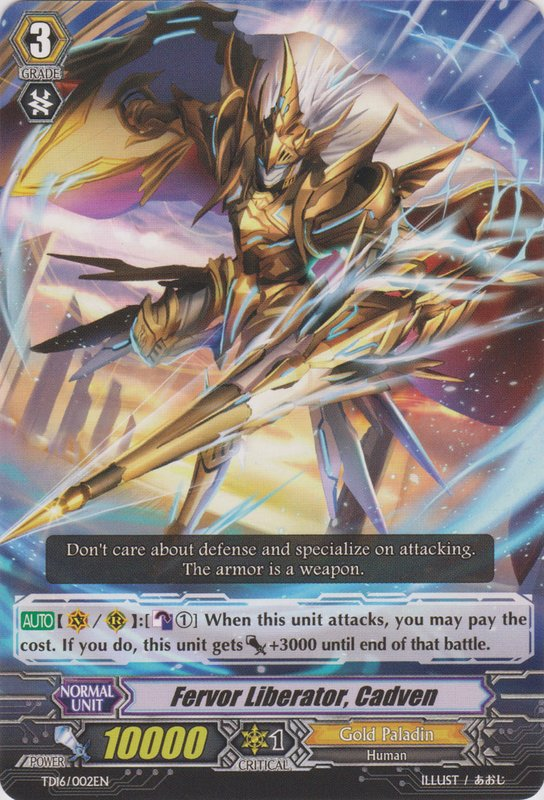 3
GRADE
Don't care about defense and specialize on attacking.
The armor is a weapon.
AUTO【 V / R 】:[ ①] When this unit attacks, you may pay the
cost. If you do, this unit gets +3000 until end of that battle.
NORMAL
UNIT
Fervor Liberator, Cadven
POWER 10000
1
CRITICAL
Gold Paladin
Human
TD16/002EN
ILLUST / あおじ